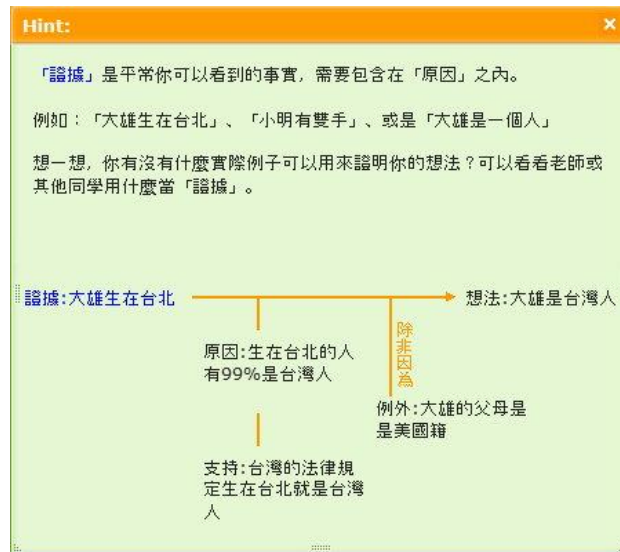 Hint:
「證據」是平常你可以看到的事實, 需要包含在「原因」之內。
例如：「大雄生在台北」、「小明有雙手」、或是「大雄是一個人」
想一想, 你有沒有什麼實際例子可以用來證明你的想法？可以看看老師或
其他同學用什麼當「證據」。
證據:大雄生在台北
想法:大雄是台灣人
除非因為
原因:生在台北的人
有99%是台灣人
例外:大雄的父母是
是美國籍
支持:台灣的法律規
定生在台北就是台灣
人